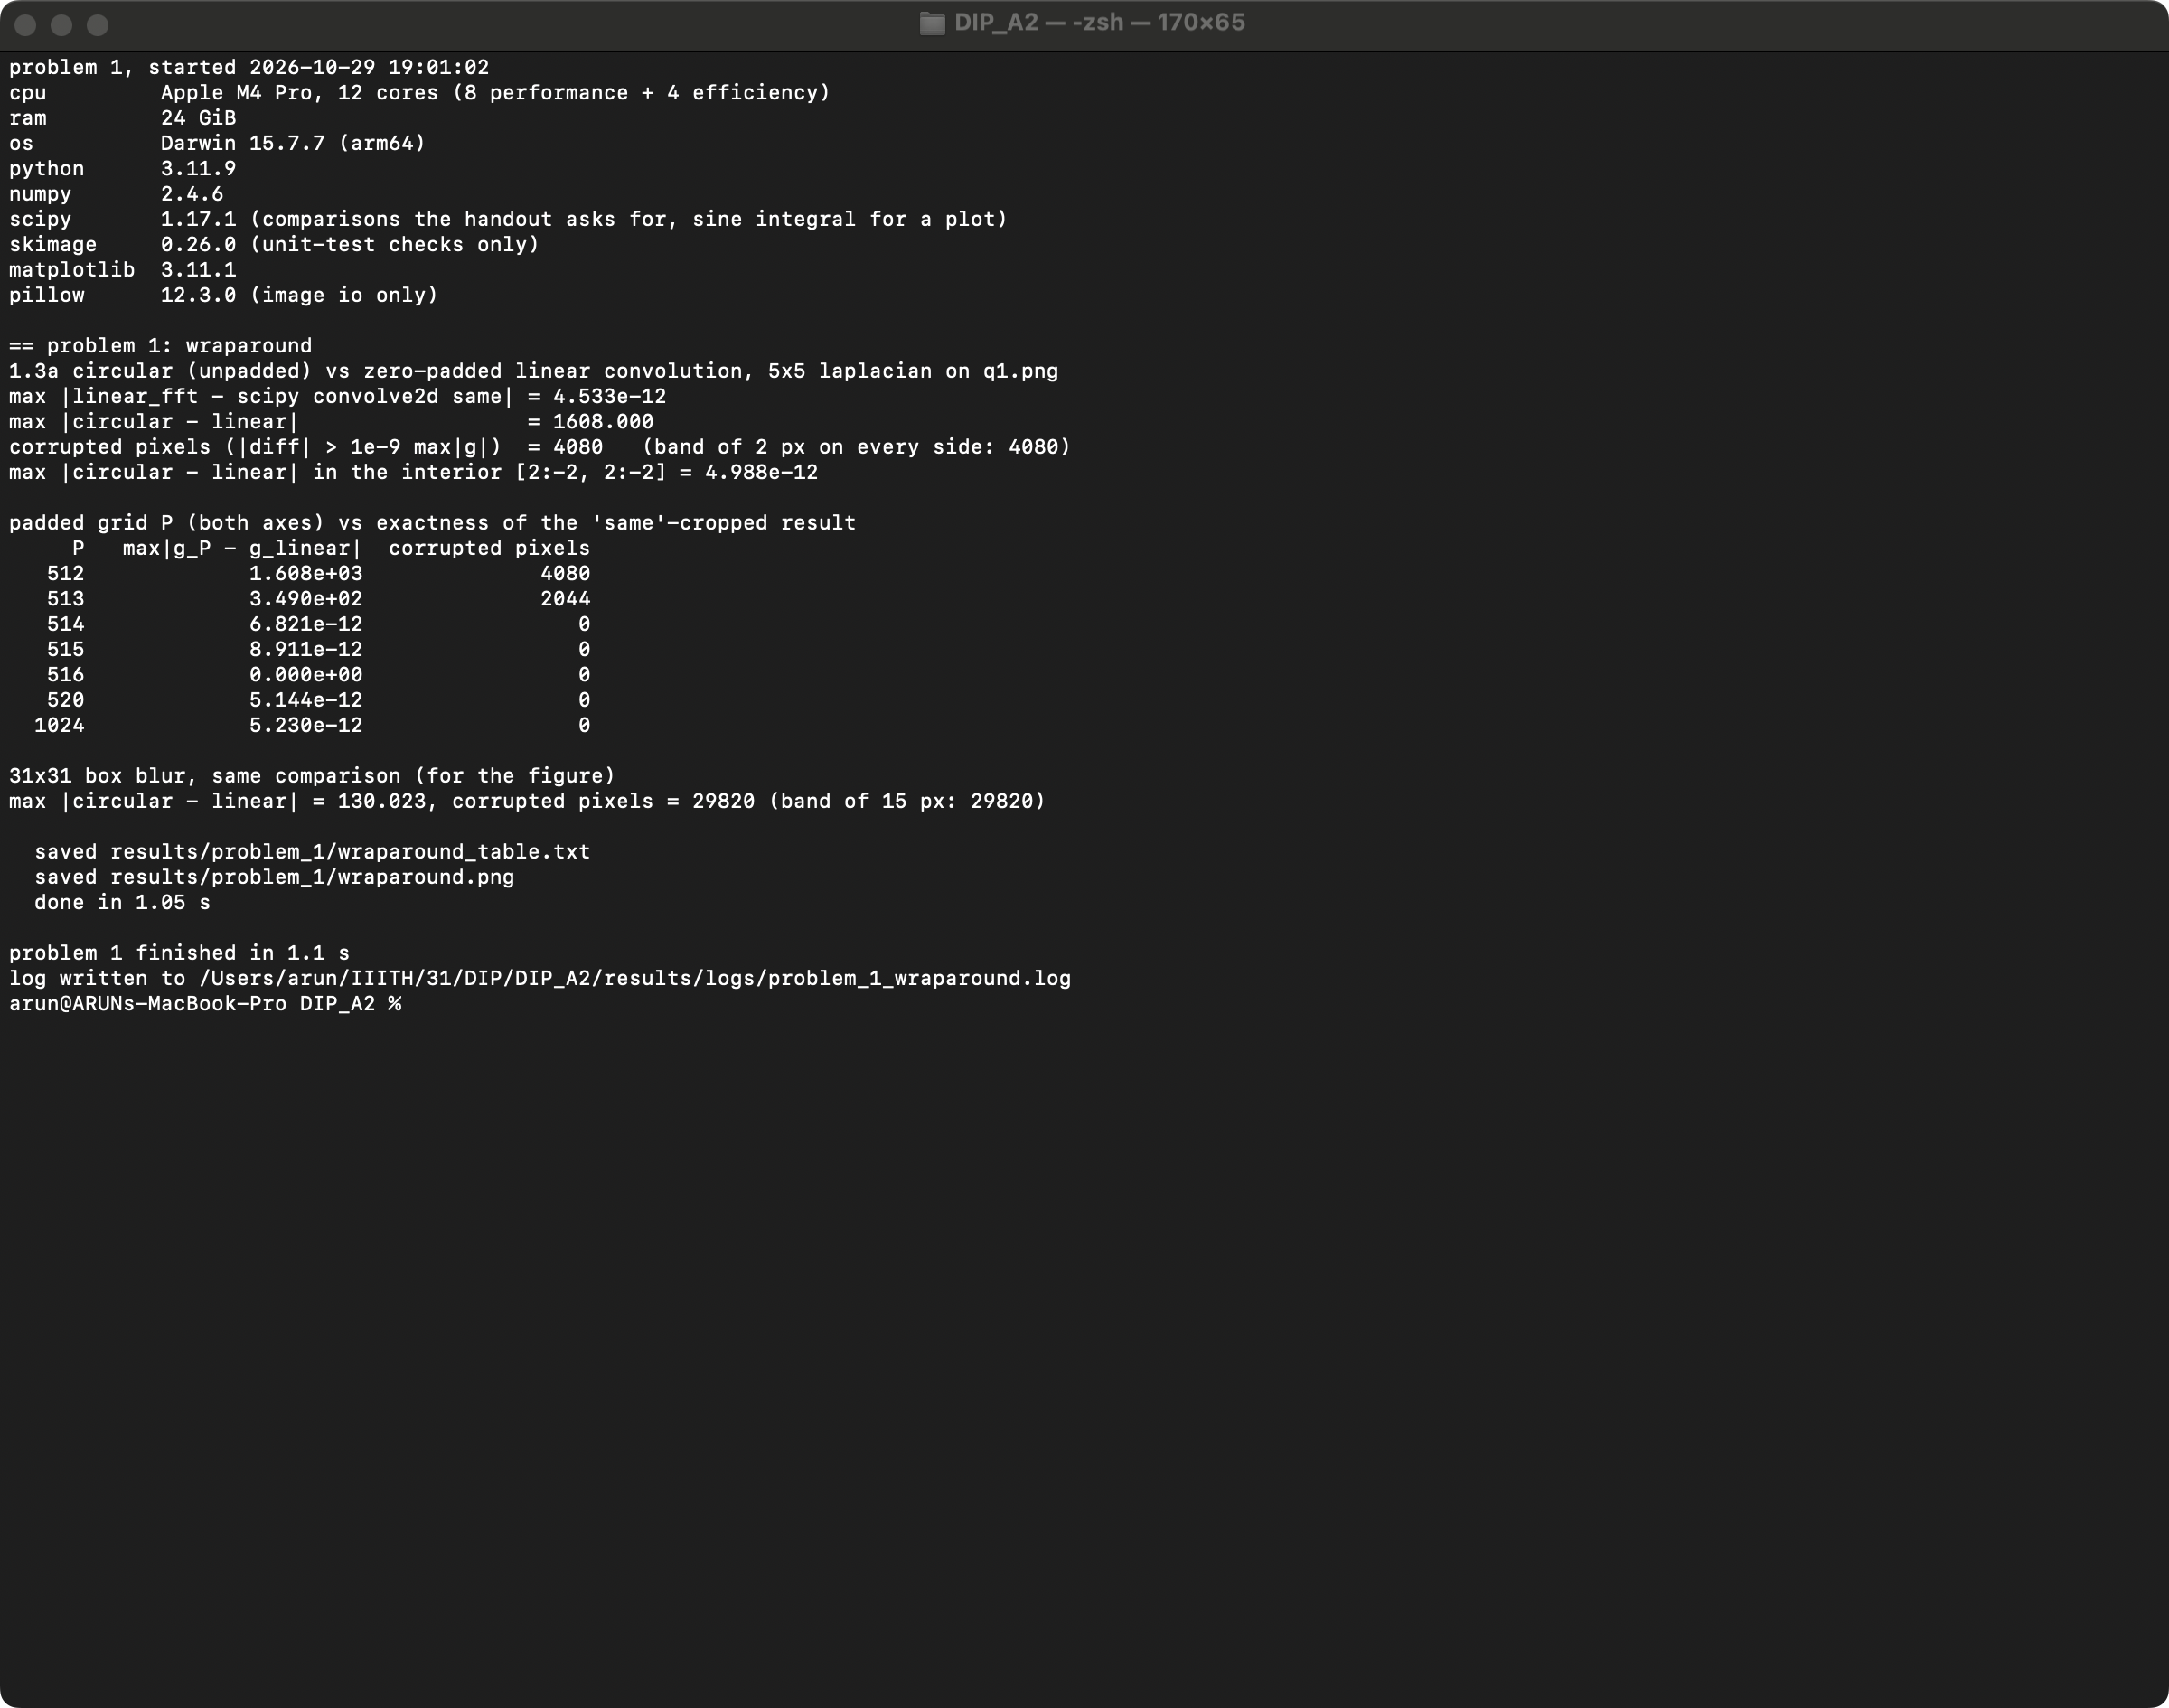 DIP_A2 — -zsh — 170×65
problem 1, started 2026-10-29 19:01:02
cpu         Apple M4 Pro, 12 cores (8 performance + 4 efficiency)
ram         24 GiB
os          Darwin 15.7.7 (arm64)
python      3.11.9
numpy       2.4.6
scipy       1.17.1 (comparisons the handout asks for, sine integral for a plot)
skimage     0.26.0 (unit-test checks only)
matplotlib  3.11.1
pillow      12.3.0 (image io only)

== problem 1: wraparound
1.3a circular (unpadded) vs zero-padded linear convolution, 5x5 laplacian on q1.png
max |linear_fft - scipy convolve2d same| = 4.533e-12
max |circular - linear|                  = 1608.000
corrupted pixels (|diff| > 1e-9 max|g|)  = 4080   (band of 2 px on every side: 4080)
max |circular - linear| in the interior [2:-2, 2:-2] = 4.988e-12

padded grid P (both axes) vs exactness of the 'same'-cropped result
     P   max|g_P - g_linear|  corrupted pixels
   512             1.608e+03              4080
   513             3.490e+02              2044
   514             6.821e-12                 0
   515             8.911e-12                 0
   516             0.000e+00                 0
   520             5.144e-12                 0
  1024             5.230e-12                 0

31x31 box blur, same comparison (for the figure)
max |circular - linear| = 130.023, corrupted pixels = 29820 (band of 15 px: 29820)

  saved results/problem_1/wraparound_table.txt
  saved results/problem_1/wraparound.png
  done in 1.05 s

problem 1 finished in 1.1 s
log written to /Users/arun/IIITH/31/DIP/DIP_A2/results/logs/problem_1_wraparound.log
arun@ARUNs-MacBook-Pro DIP_A2 %